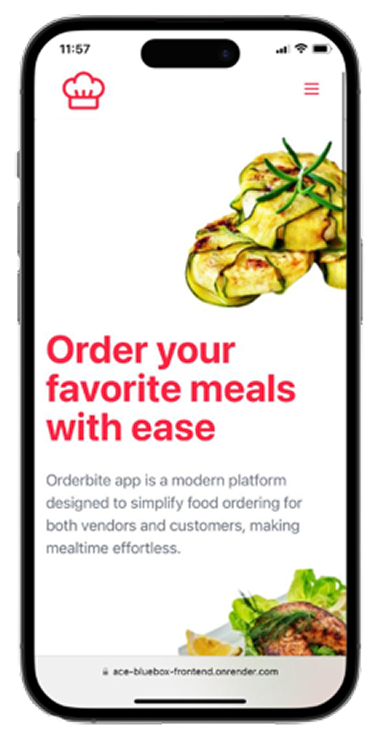 11:57
Order your
favorite meals
with ease
Orderbite app is a modern platform
designed to simplify food ordering for
both vendors and customers, making
mealtime effortless.
ace-bluebox-frontend.onrender.com